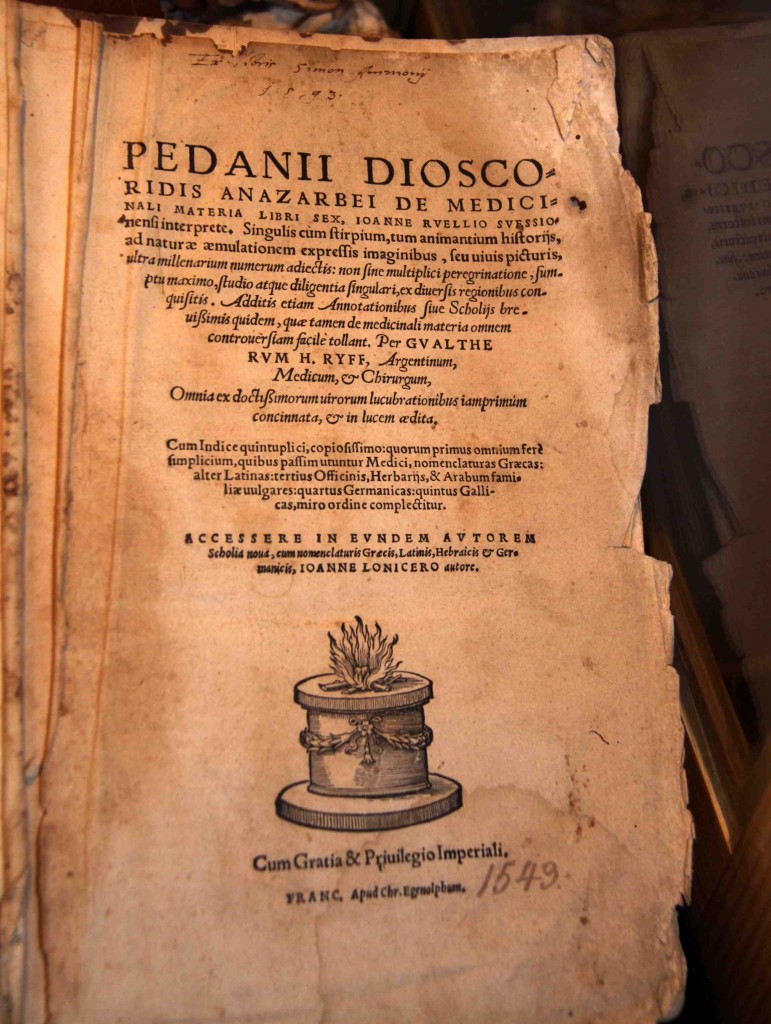 Ex libris Simon
1593.
PEDANII DIOSCO-
RIDIS ANAZARBEI DE MEDICI-
NALI MATERIA LIBRI SEX, IOANNE RVELLIO SVESSIO-
nensi interprete. Singulis cùm stirpium, tum animantium historijs,
ad naturæ æmulationem expressis imaginibus, seu uiuis picturis,
ultra millenarium numerum adiectis: non sine multiplici peregrinatione, sum-
ptu maximo, studio atque diligentia singulari, ex diuersis regionibus con-
quisitis. Additis etiam Annotationibus siue Scholijs bre-
uißimis quidem, quæ tamen de medicinali materia omnem
controuersiam facilè tollant. Per GVALTHE
RVM H. RYFF, Argentinum,
Medicum, & Chirurgum,
Omnia ex doctißimorum uirorum lucubrationibus iamprimùm
concinnata, & in lucem ædita.
Cum Indice quintuplici, copiosissimo: quorum primus omnium ferè
simplicium, quibus passim utuntur Medici, nomenclaturas Græcas:
alter Latinas: tertius Officinis, Herbarijs, & Arabum fami-
liæ uulgares: quartus Germanicas: quintus Galli-
cas, miro ordine complectitur.
ACCESSERE IN EVNDEM AVTOREM
Scholia noua, cum nomenclaturis Græcis, Latinis, Hebraicis & Ger-
manicis, IOANNE LONICERO autore.
Cum Gratia & Priuilegio Imperiali.
FRANC. Apud Chr. Egenolphum. 1549.